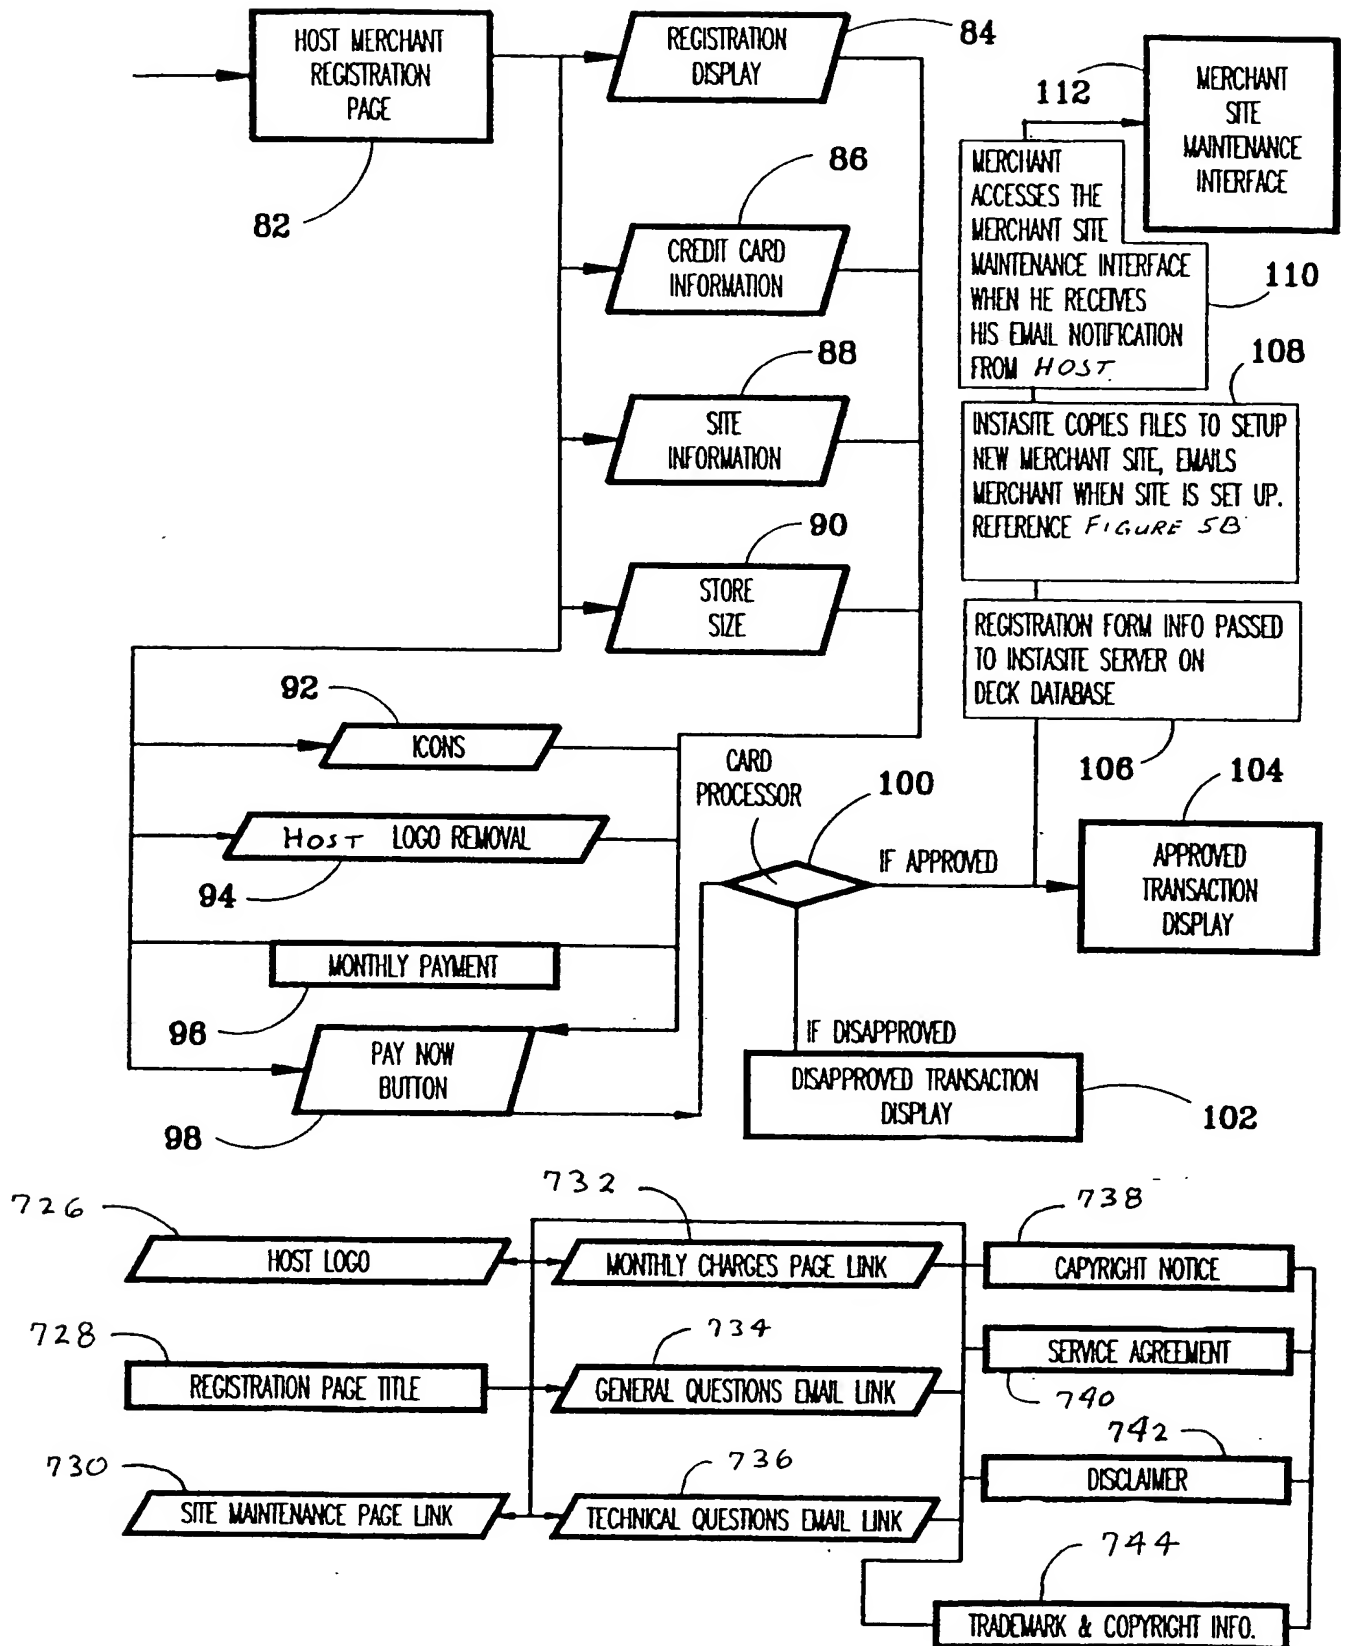 HOST MERCHANT
REGISTRATION
PAGE
82
REGISTRATION
DISPLAY
84
CREDIT CARD
INFORMATION
86
SITE
INFORMATION
88
STORE
SIZE
90
112
MERCHANT
SITE
MAINTENANCE
INTERFACE
MERCHANT
ACCESSES THE
MERCHANT SITE
MAINTENANCE INTERFACE
WHEN HE RECEIVES
HIS EMAIL NOTIFICATION
FROM HOST.
110
108
INSTASITE COPIES FILES TO SETUP
NEW MERCHANT SITE, EMAILS
MERCHANT WHEN SITE IS SET UP.
REFERENCE FIGURE 5B
REGISTRATION FORM INFO PASSED
TO INSTASITE SERVER ON
DECK DATABASE
106
92
ICONS
HOST LOGO REMOVAL
94
MONTHLY PAYMENT
96
PAY NOW
BUTTON
98
CARD
PROCESSOR
100
IF APPROVED
104
APPROVED
TRANSACTION
DISPLAY
IF DISAPPROVED
DISAPPROVED TRANSACTION
DISPLAY
102
726
HOST LOGO
732
MONTHLY CHARGES PAGE LINK
738
CAPYRIGHT NOTICE
728
REGISTRATION PAGE TITLE
734
GENERAL QUESTIONS EMAIL LINK
SERVICE AGREEMENT
740
730
SITE MAINTENANCE PAGE LINK
736
TECHNICAL QUESTIONS EMAIL LINK
742
DISCLAIMER
744
TRADEMARK & COPYRIGHT INFO.